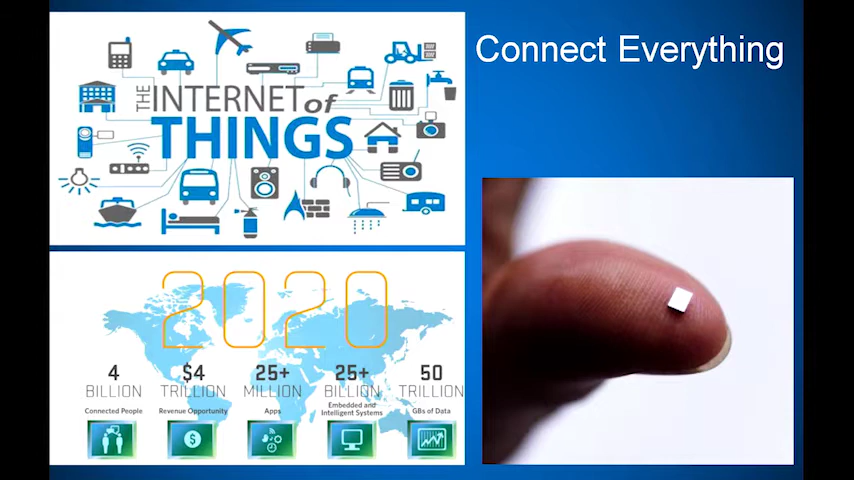 Connect Everything
THE INTERNET of
THINGS
2020
4
BILLION
Connected People
$4
TRILLION
Revenue Opportunity
25+
MILLION
Apps
25+
BILLION
Embedded and
Intelligent Systems
50
TRILLION
GBs of Data